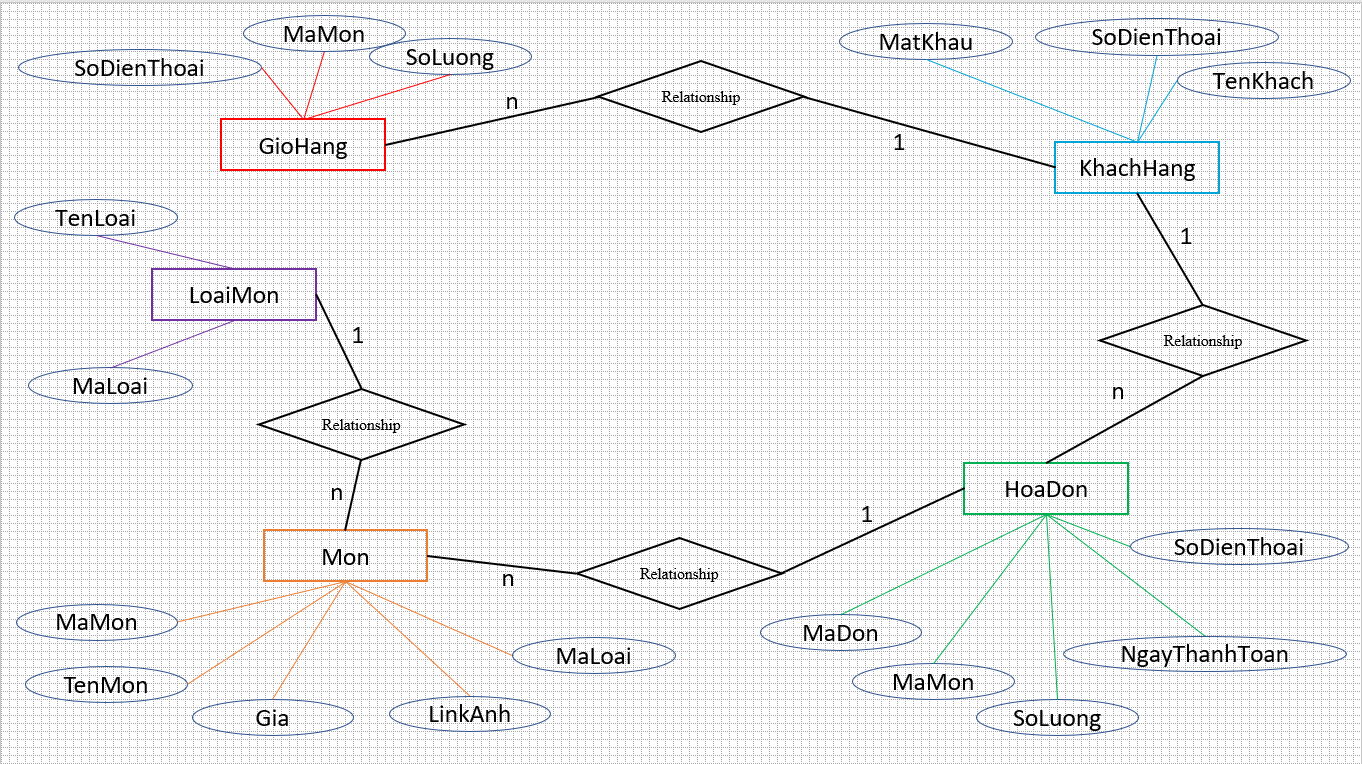 MaMon
SoDienThoai
SoLuong
GioHang
n
Relationship
1
MatKhau
SoDienThoai
TenKhach
KhachHang
TenLoai
LoaiMon
MaLoai
1
Relationship
n
1
Relationship
n
HoaDon
1
Relationship
n
Mon
MaMon
TenMon
Gia
LinkAnh
MaLoai
SoDienThoai
MaDon
MaMon
SoLuong
NgayThanhToan